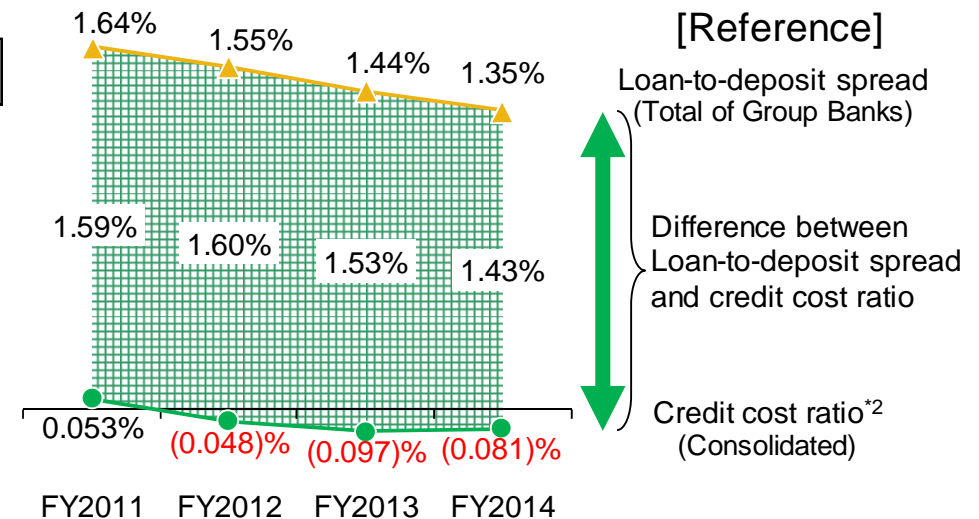 1.64%
1.55%
1.44%
1.35%
1.59%
1.60%
1.53%
1.43%
0.053%
(0.048)%
(0.097)%
(0.081)%
FY2011
FY2012
FY2013
FY2014
[Reference]
Loan-to-deposit spread
(Total of Group Banks)
Difference between
Loan-to-deposit spread
and credit cost ratio
Credit cost ratio*2
(Consolidated)